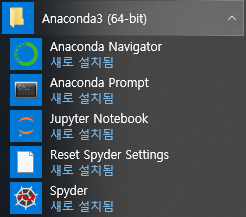 Anaconda3 (64-bit)
Anaconda Navigator
새로 설치됨
Anaconda Prompt
새로 설치됨
Jupyter Notebook
새로 설치됨
Reset Spyder Settings
새로 설치됨
Spyder
새로 설치됨